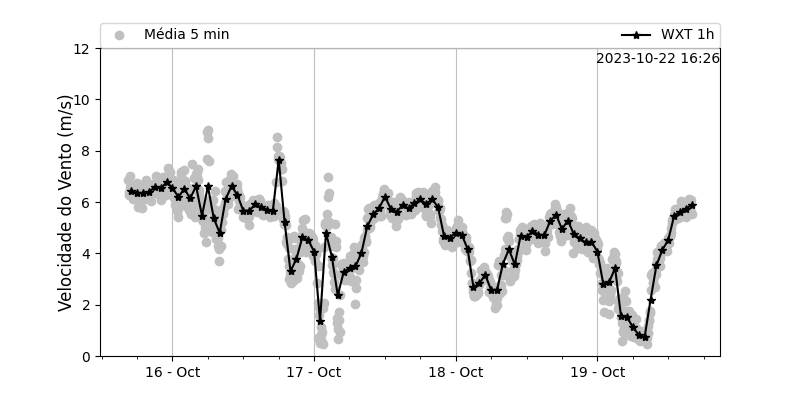 Média 5 min
WXT 1h
2023-10-22 16:26
Velocidade do Vento (m/s)
12
10
8
6
4
2
0
16 - Oct
17 - Oct
18 - Oct
19 - Oct